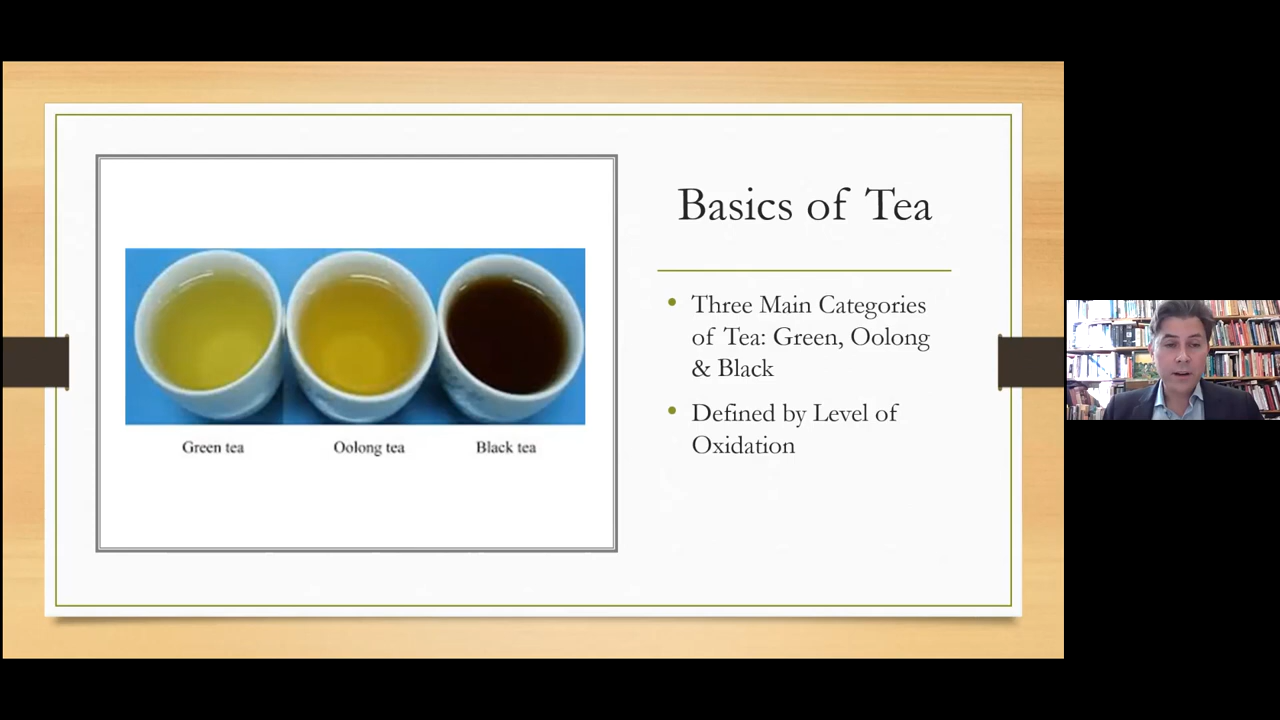 Basics of Tea
Three Main Categories
of Tea: Green, Oolong
& Black
Defined by Level of
Oxidation
Green tea
Oolong tea
Black tea